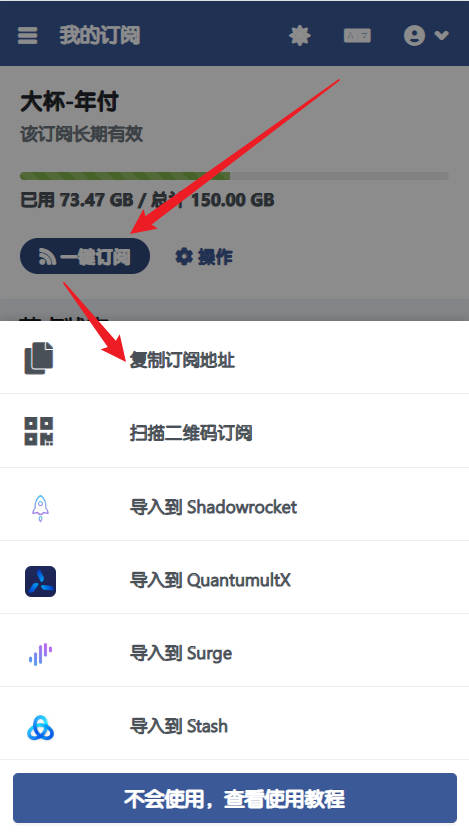 我的订阅
大杯-年付
该订阅长期有效
已用 73.47 GB / 总计 150.00 GB
一键订阅 操作
复制订阅地址
扫描二维码订阅
导入到 Shadowrocket
导入到 QuantumultX
导入到 Surge
导入到 Stash
不会使用，查看使用教程